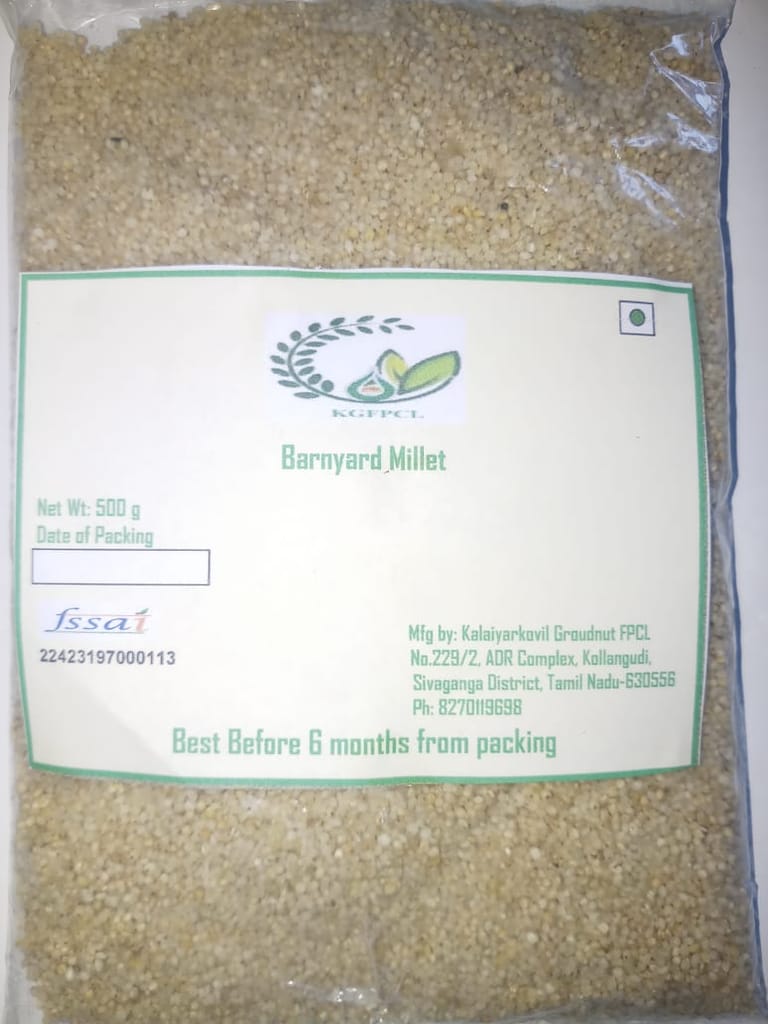 KGFPCL
Barnyard Millet
Net Wt: 500 g
Date of Packing
fssai
22423197000113
Mfg by: Kalaiyarkovil Groudnut FPCL
No.229/2, ADR Complex, Kollangudi,
Sivaganga District, Tamil Nadu-630556
Ph: 8270119698
Best Before 6 months from packing